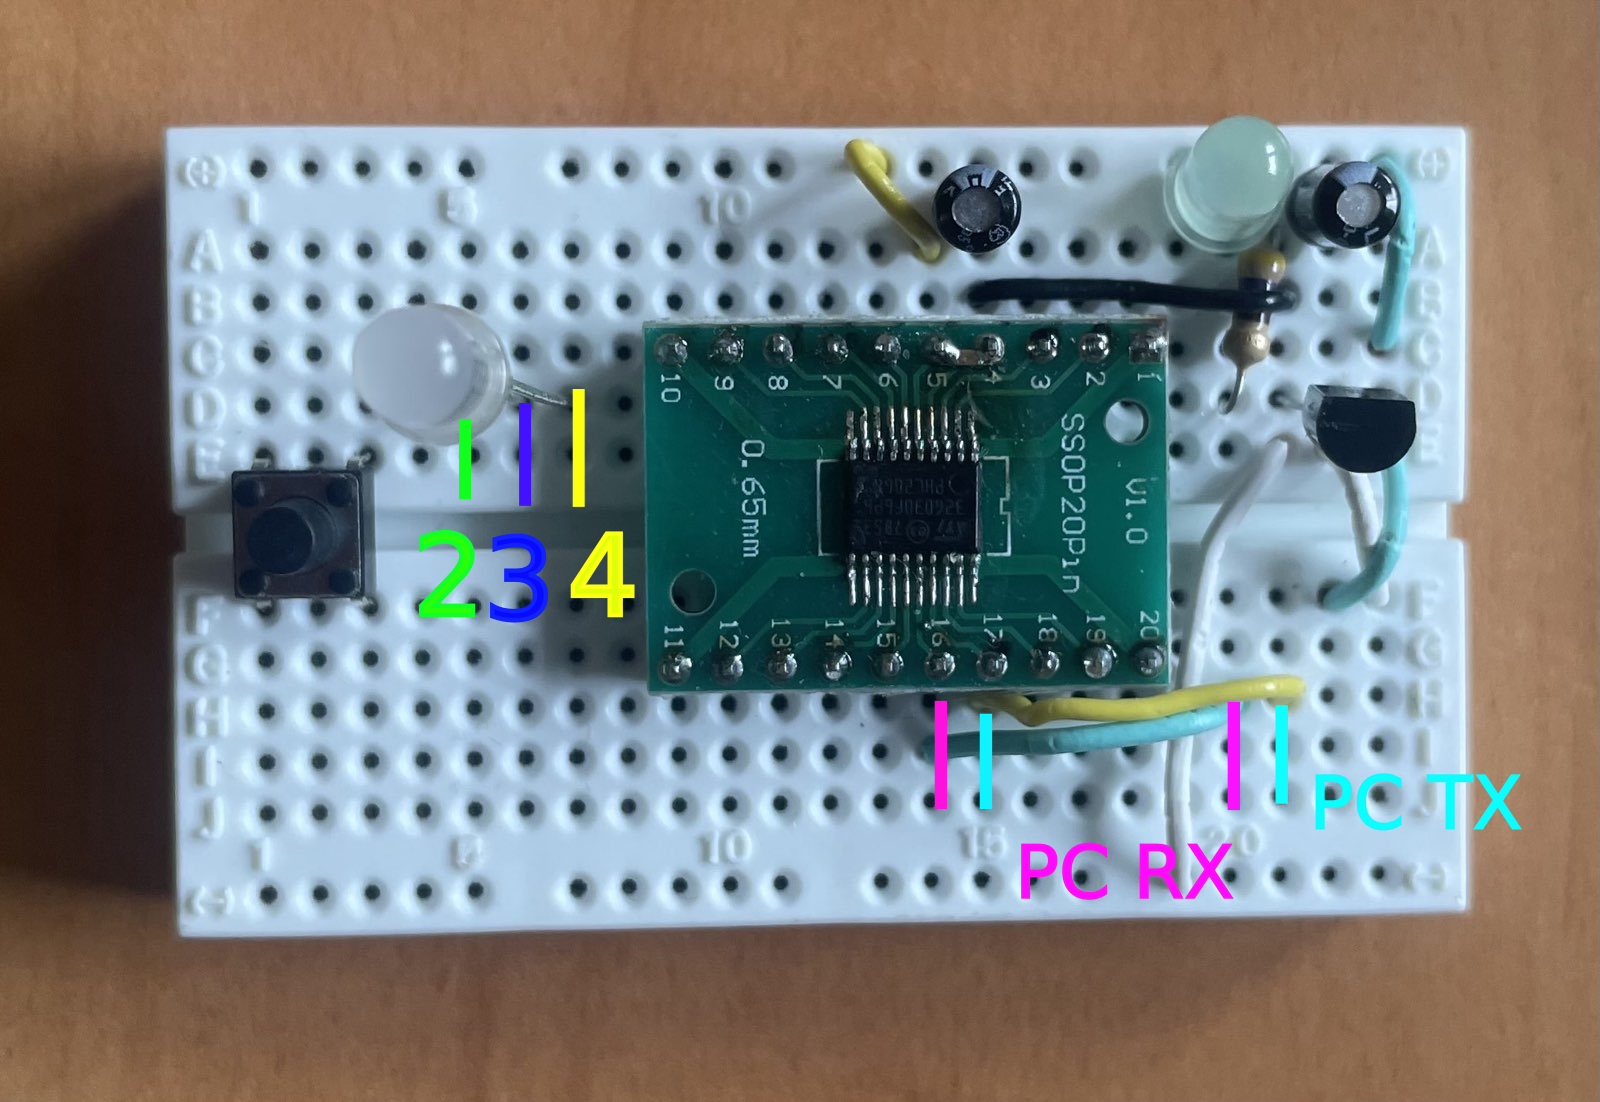 + +
1 5 10
A A
B B
C C
D D
E E
10 9 8 7 6 5 4 3 2 1
SSOP20Pin
V1.0
0.65mm
2 3 4
11 12 13 14 15 16 17 18 19 20
F F
G G
H H
I I
J J
PC TX
1 5 10 15 20
PC RX
- -